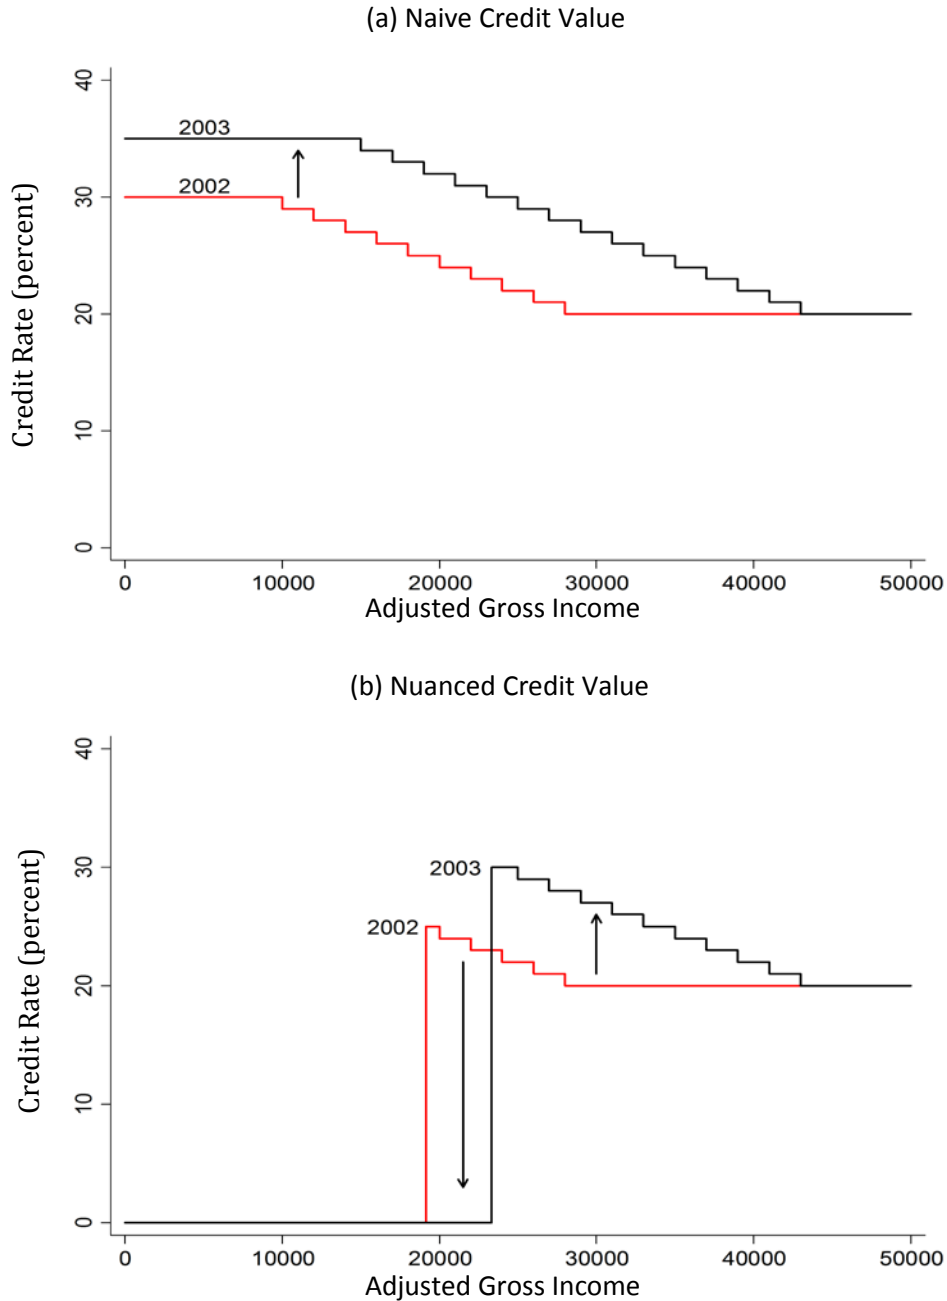 (a) Naive Credit Value
40
2003
2002
30
20
10
0
Credit Rate (percent)
0 10000 20000 30000 40000 50000
Adjusted Gross Income
(b) Nuanced Credit Value
40
2003
30
2002
20
10
0
Credit Rate (percent)
0 10000 20000 30000 40000 50000
Adjusted Gross Income